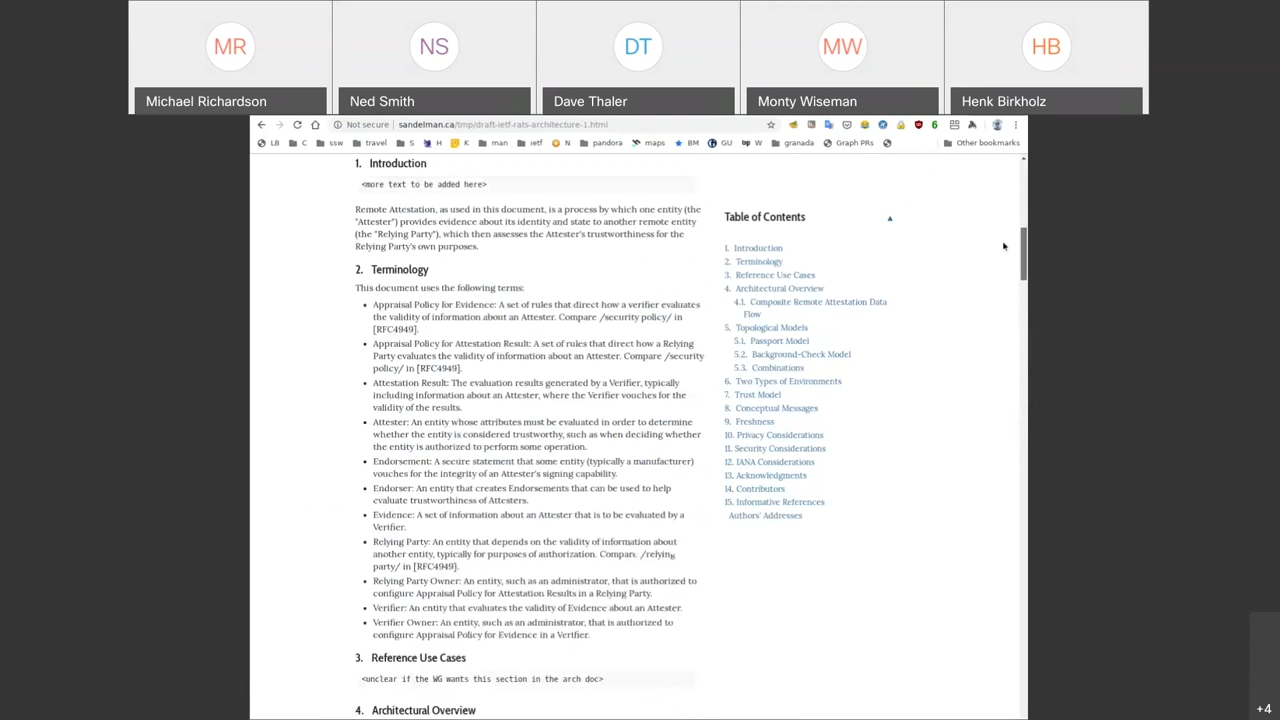 MR
NS
DT
MW
HB
Michael Richardson
Ned Smith
Dave Thaler
Monty Wiseman
Henk Birkholz
Not secure sandelman.ca/tmp/draft-ietf-rats-architecture-1.html
6
LB C ssw travel S H K man ietf N pandora maps BM GU W granada Graph PRs Other bookmarks
1. Introduction
<more text to be added here>
Remote Attestation, as used in this document, is a process by which one entity (the
"Attester") provides evidence about its identity and state to another remote entity
(the "Relying Party"), which then assesses the Attester's trustworthiness for the
Relying Party's own purposes.
2. Terminology
This document uses the following terms:
• Appraisal Policy for Evidence: A set of rules that direct how a verifier evaluates
the validity of information about an Attester. Compare /security policy/ in
[RFC4949].
• Appraisal Policy for Attestation Result: A set of rules that direct how a Relying
Party evaluates the validity of information about an Attester. Compare /security
policy/ in [RFC4949].
• Attestation Result: The evaluation results generated by a Verifier, typically
including information about an Attester, where the Verifier vouches for the
validity of the results.
• Attester: An entity whose attributes must be evaluated in order to determine
whether the entity is considered trustworthy, such as when deciding whether
the entity is authorized to perform some operation.
• Endorsement: A secure statement that some entity (typically a manufacturer)
vouches for the integrity of an Attester's signing capability.
• Endorser: An entity that creates Endorsements that can be used to help
evaluate trustworthiness of Attesters.
• Evidence: A set of information about an Attester that is to be evaluated by a
Verifier.
• Relying Party: An entity that depends on the validity of information about
another entity, typically for purposes of authorization. Compare /relying
party/ in [RFC4949].
• Relying Party Owner: An entity, such as an administrator, that is authorized to
configure Appraisal Policy for Attestation Results in a Relying Party.
• Verifier: An entity that evaluates the validity of Evidence about an Attester.
• Verifier Owner: An entity, such as an administrator, that is authorized to
configure Appraisal Policy for Evidence in a Verifier.
3. Reference Use Cases
<unclear if the WG wants this section in the arch doc>
4. Architectural Overview
Table of Contents
1. Introduction
2. Terminology
3. Reference Use Cases
4. Architectural Overview
4.1. Composite Remote Attestation Data
Flow
5. Topological Models
5.1. Passport Model
5.2. Background-Check Model
5.3. Combinations
6. Two Types of Environments
7. Trust Model
8. Conceptual Messages
9. Freshness
10. Privacy Considerations
11. Security Considerations
12. IANA Considerations
13. Acknowledgments
14. Contributors
15. Informative References
Authors' Addresses
+4